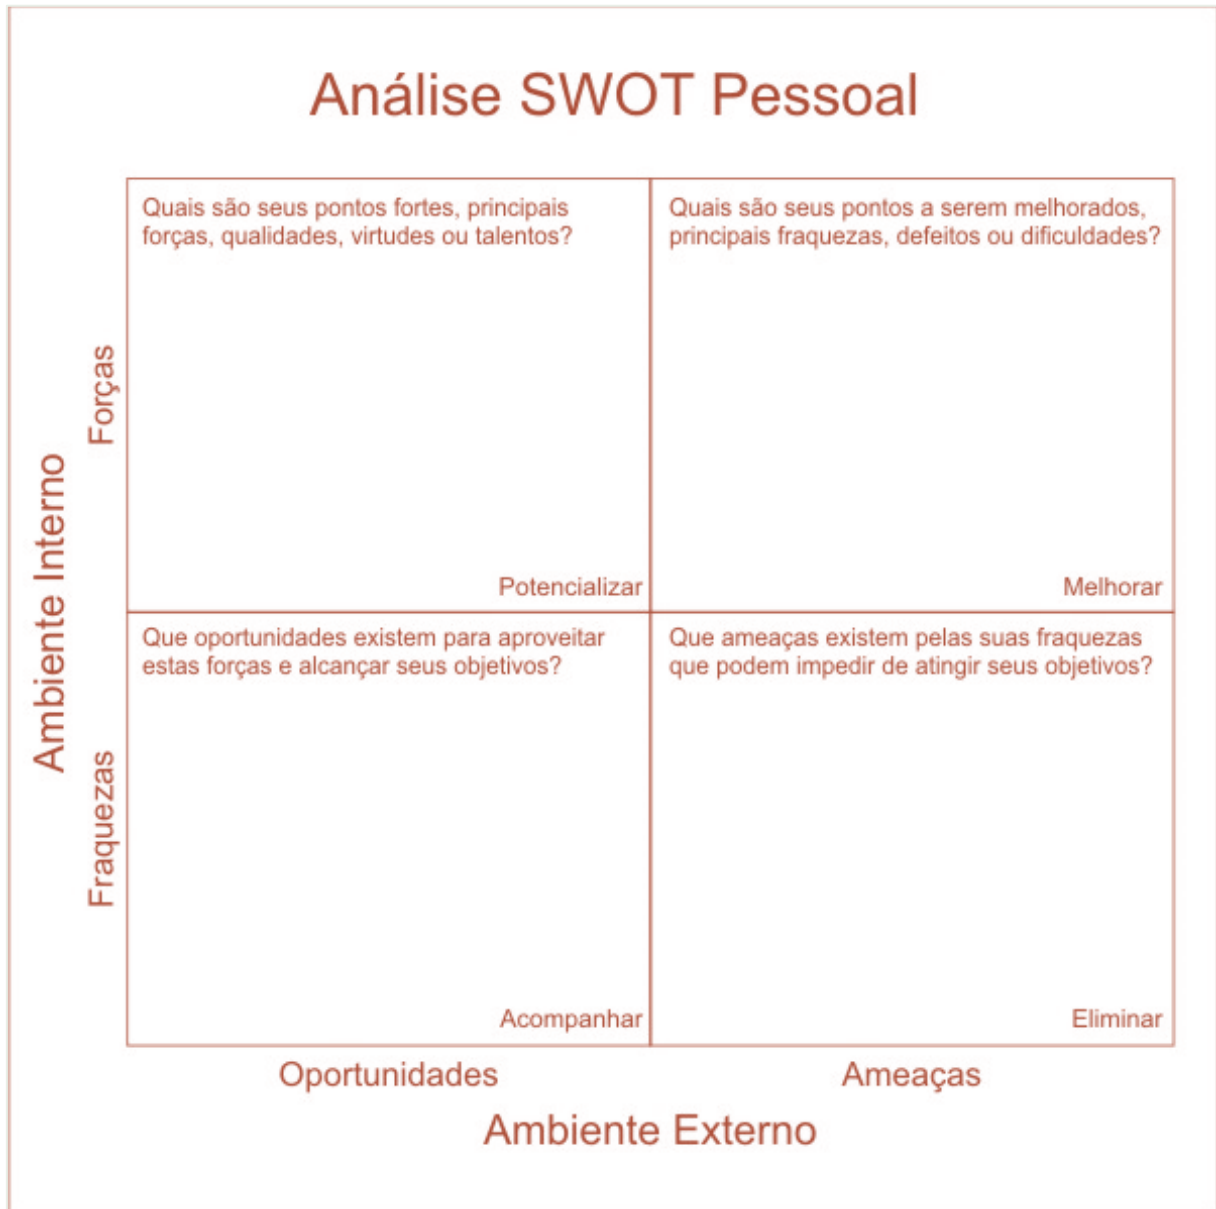 Análise SWOT Pessoal
Quais são seus pontos fortes, principais
forças, qualidades, virtudes ou talentos?
Potencializar
Quais são seus pontos a serem melhorados,
principais fraquezas, defeitos ou dificuldades?
Melhorar
Que oportunidades existem para aproveitar
estas forças e alcançar seus objetivos?
Acompanhar
Que ameaças existem pelas suas fraquezas
que podem impedir de atingir seus objetivos?
Eliminar
Ambiente Interno
Forças
Fraquezas
Oportunidades
Ameaças
Ambiente Externo